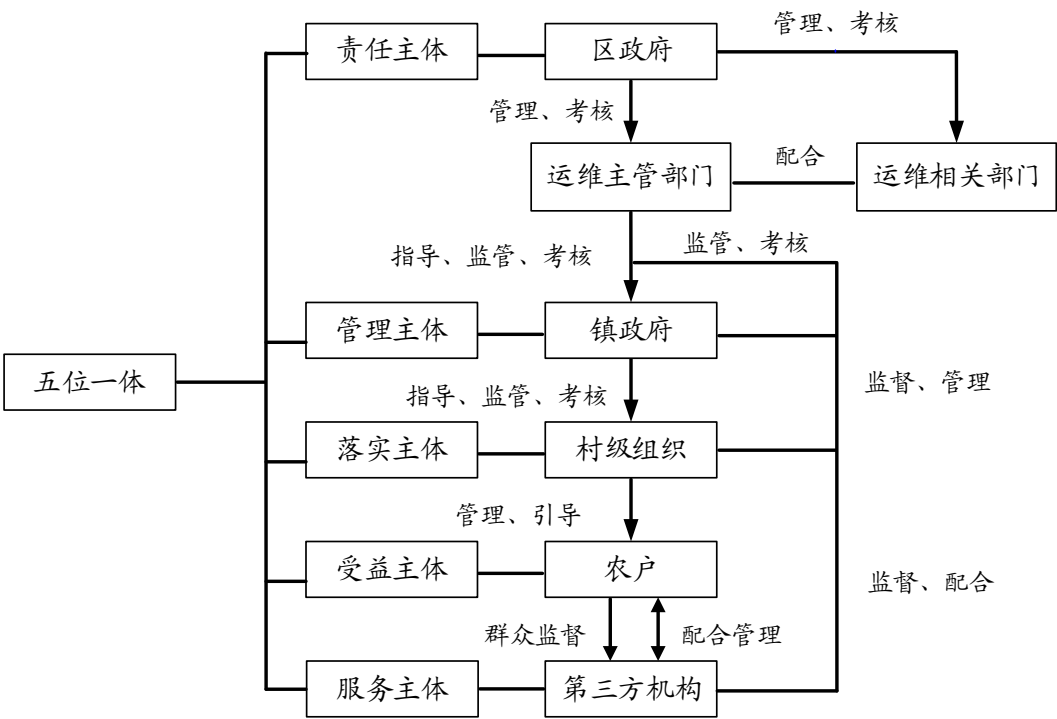 责任主体
区政府
管理、考核
管理、考核
运维主管部门
配合
运维相关部门
指导、监管、考核
监管、考核
管理主体
镇政府
五位一体
指导、监管、考核
监督、管理
落实主体
村级组织
管理、引导
受益主体
农户
监督、配合
群众监督
配合管理
服务主体
第三方机构